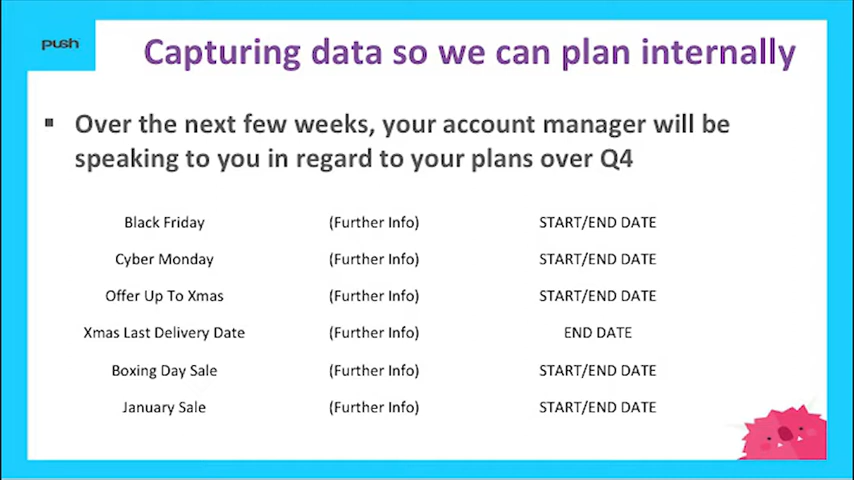 push
Capturing data so we can plan internally
▪ Over the next few weeks, your account manager will be
speaking to you in regard to your plans over Q4
Black Friday (Further Info) START/END DATE
Cyber Monday (Further Info) START/END DATE
Offer Up To Xmas (Further Info) START/END DATE
Xmas Last Delivery Date (Further Info) END DATE
Boxing Day Sale (Further Info) START/END DATE
January Sale (Further Info) START/END DATE